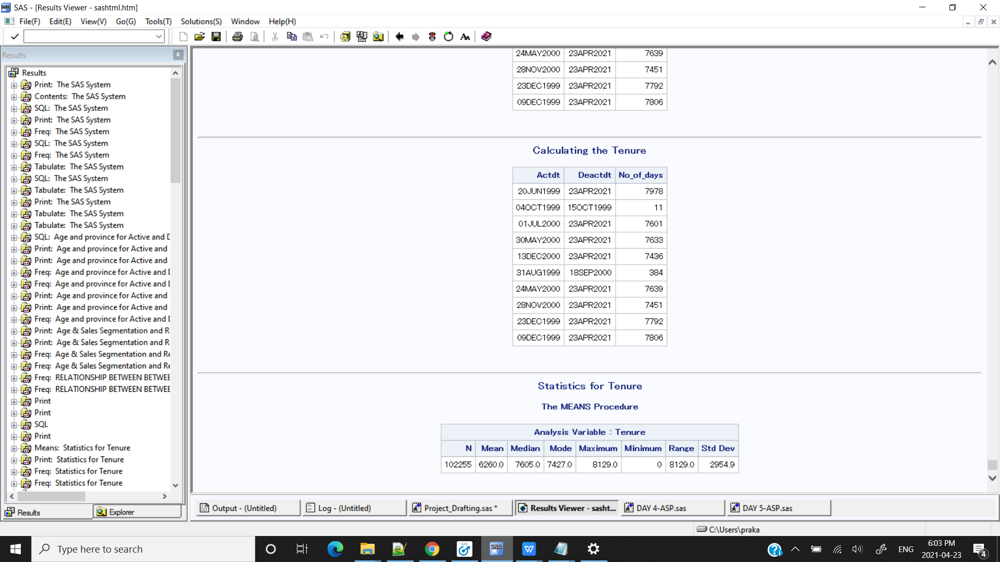 SAS - [Results Viewer - sashtml.htm]
File(F) Edit(E) View(V) Go(G) Tools(T) Solutions(S) Window Help(H)
Results
Results
Print: The SAS System
Contents: The SAS System
SQL: The SAS System
Print: The SAS System
Freq: The SAS System
SQL: The SAS System
Freq: The SAS System
Tabulate: The SAS System
SQL: The SAS System
Tabulate: The SAS System
Print: The SAS System
Tabulate: The SAS System
Tabulate: The SAS System
SQL: Age and province for Active and D
Print: Age and province for Active and
Print: Age and province for Active and
Freq: Age and province for Active and D
Freq: Age and province for Active and D
Print: Age and province for Active and
Print: Age and province for Active and
Freq: Age and province for Active and D
Print: Age & Sales Segmentation and R
Print: Age & Sales Segmentation and R
Freq: Age & Sales Segmentation and Re
Freq: Age & Sales Segmentation and Re
Freq: RELATIONSHIP BETWEEN BETWEE
Freq: RELATIONSHIP BETWEEN BETWEE
Print
Print
SQL
Print
Means: Statistics for Tenure
Print: Statistics for Tenure
Freq: Statistics for Tenure
Freq: Statistics for Tenure
Results Explorer
24MAY2000 23APR2021 7639
28NOV2000 23APR2021 7451
23DEC1999 23APR2021 7792
09DEC1999 23APR2021 7806
Calculating the Tenure
Actdt Deactdt No_of_days
20JUN1999 23APR2021 7978
04OCT1999 15OCT1999 11
01JUL2000 23APR2021 7601
30MAY2000 23APR2021 7633
13DEC2000 23APR2021 7436
31AUG1999 18SEP2000 384
24MAY2000 23APR2021 7639
28NOV2000 23APR2021 7451
23DEC1999 23APR2021 7792
09DEC1999 23APR2021 7806
Statistics for Tenure
The MEANS Procedure
Analysis Variable : Tenure
N Mean Median Mode Maximum Minimum Range Std Dev
102255 6260.0 7605.0 7427.0 8129.0 0 8129.0 2954.9
Output - (Untitled) Log - (Untitled) Project_Drafting.sas * Results Viewer - sasht... DAY 4-ASP.sas DAY 5-ASP.sas
C:\Users\praka
Type here to search
ENG
6:03 PM
2021-04-23
4